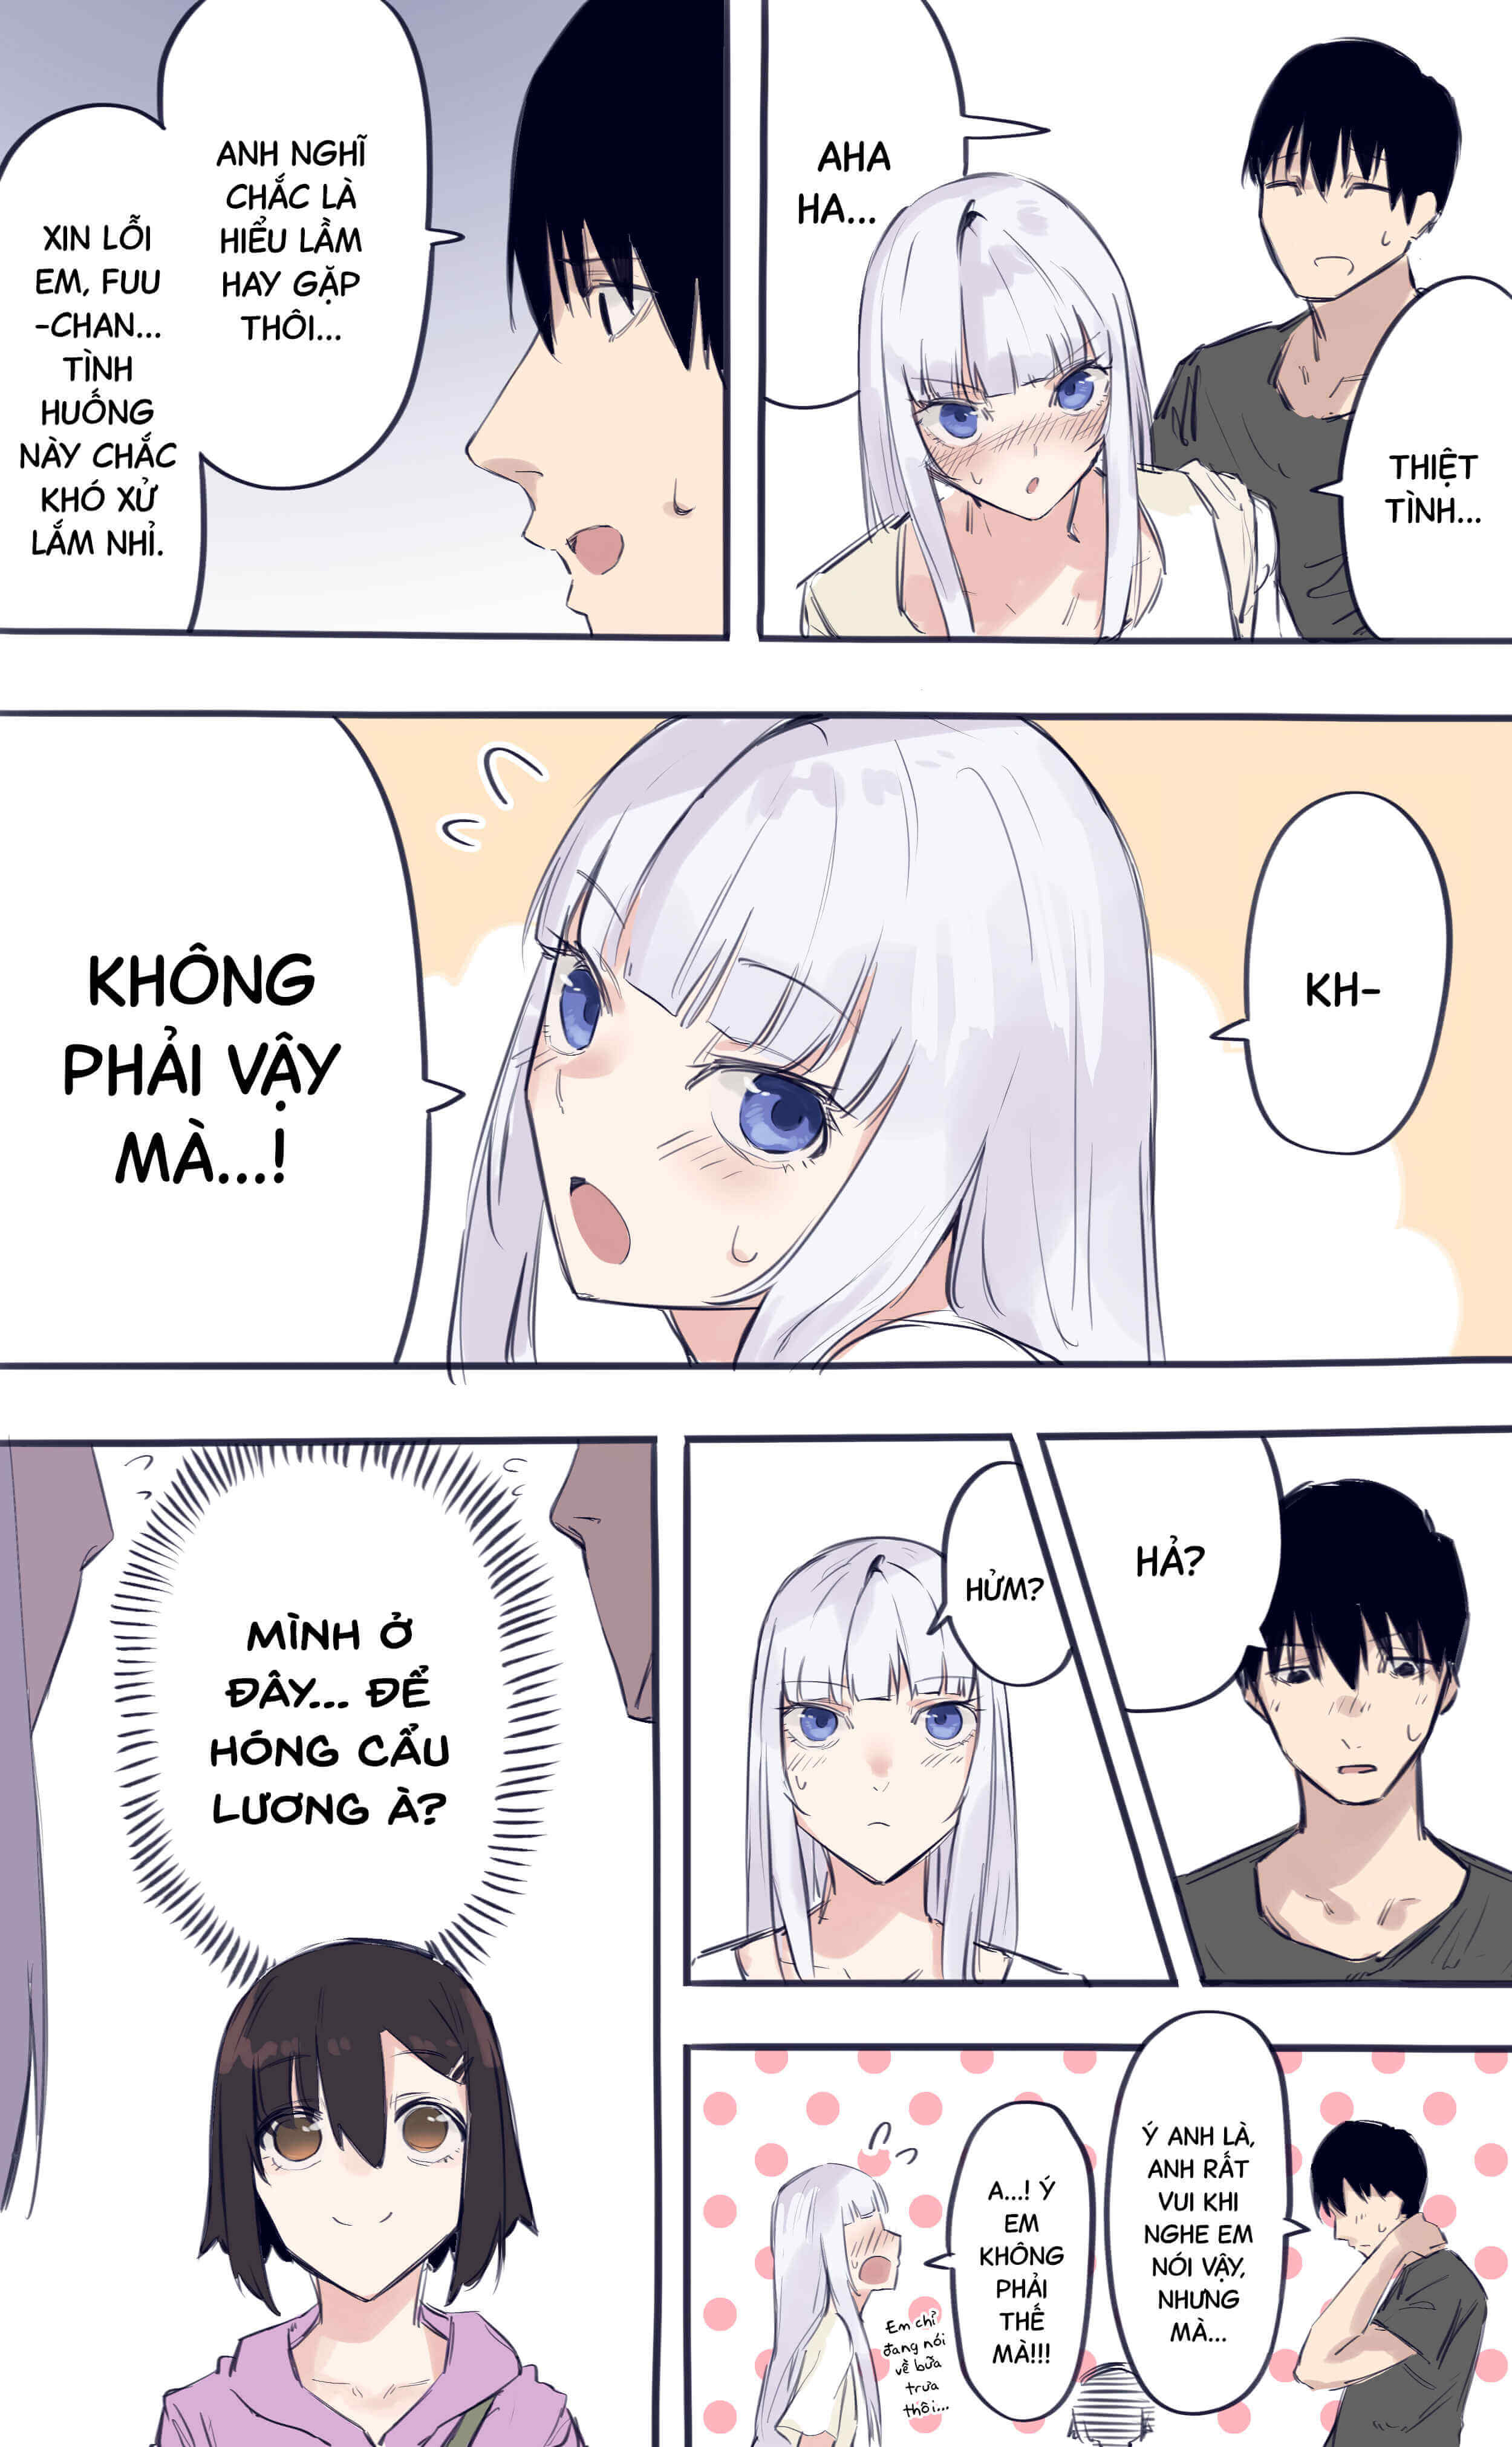 AHA
HA...
THIỆT
TÌNH...
ANH NGHĨ
CHẮC LÀ
HIỂU LẦM
HAY GẶP
THÔI...
XIN LỖI
EM, FUU
-CHAN...
TÌNH
HUỐNG
NÀY CHẮC
KHÓ XỬ
LẮM NHỈ.
KH-
KHÔNG
PHẢI VẬY
MÀ...!
HẢ?
HỬM?
Ý ANH LÀ,
ANH RẤT
VUI KHI
NGHE EM
NÓI VẬY,
NHƯNG
MÀ...
A...! Ý
EM
KHÔNG
PHẢI
THẾ
MÀ!!!
Em chỉ
đang nói
về bữa
trưa
thôi...
MÌNH Ở
ĐÂY... ĐỂ
HÓNG CẨU
LƯƠNG À?